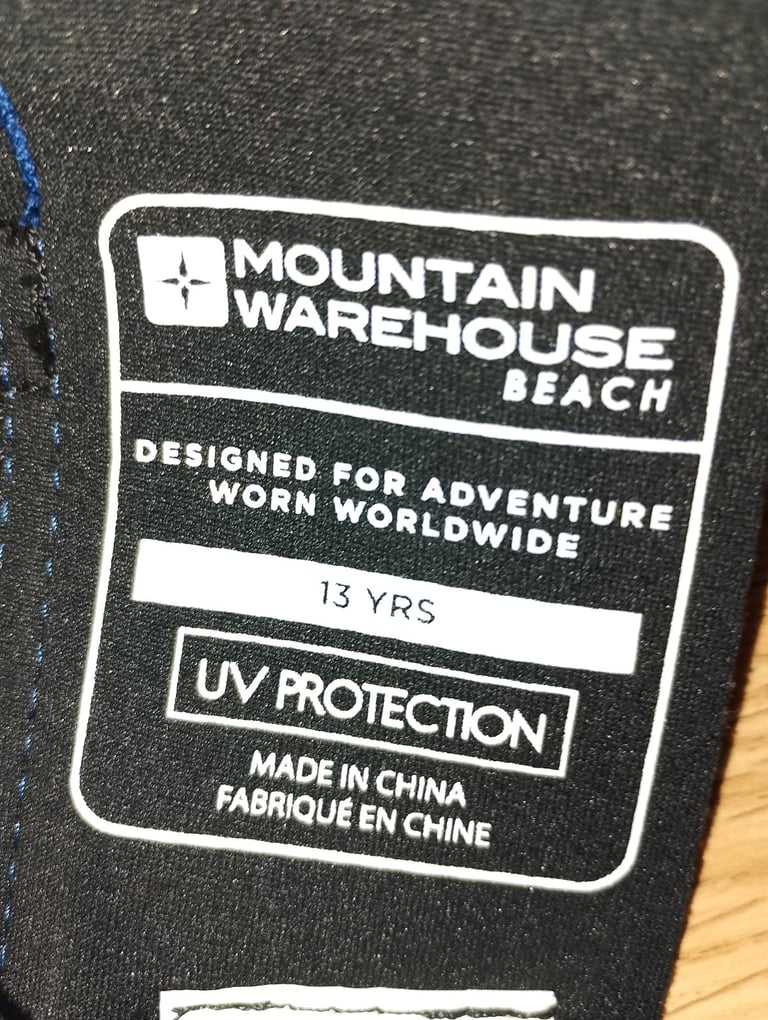 MOUNTAIN
WAREHOUSE
BEACH
DESIGNED FOR ADVENTURE
WORN WORLDWIDE
13 YRS
UV PROTECTION
MADE IN CHINA
FABRIQUÉ EN CHINE